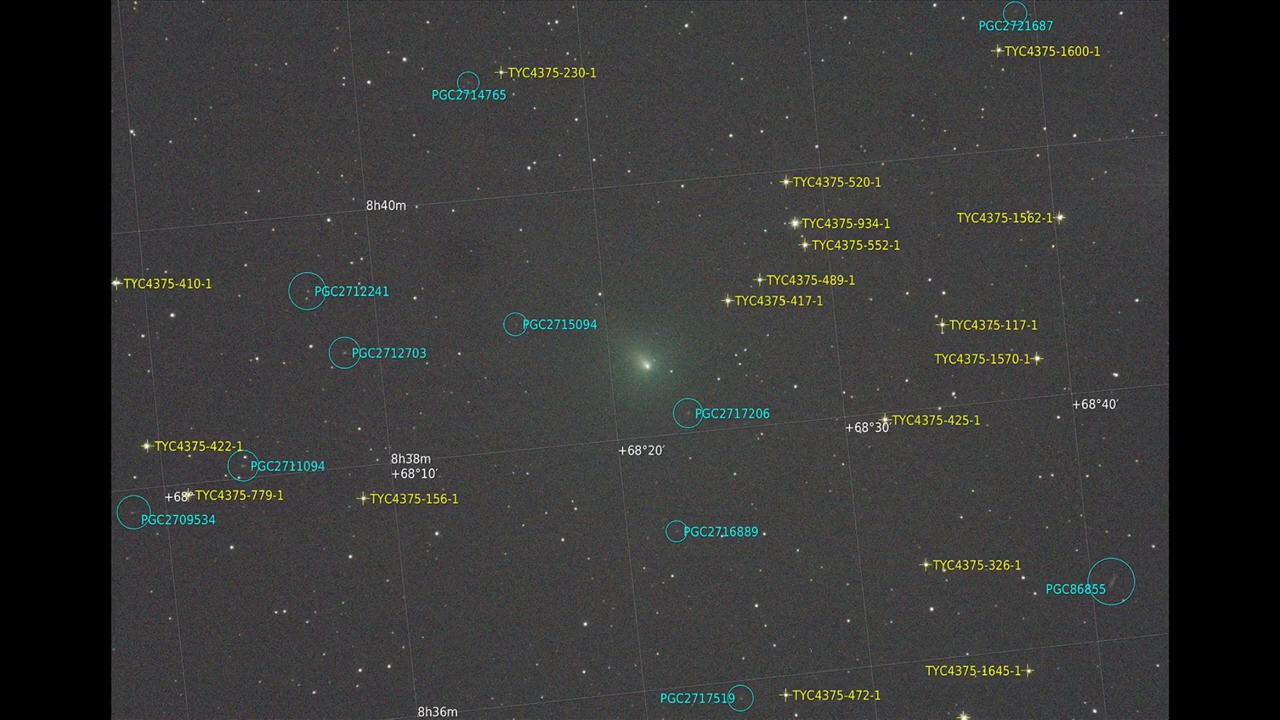 PGC2721687
TYC4375-1600-1
TYC4375-230-1
PGC2714765
TYC4375-520-1
8h40m
TYC4375-1562-1
TYC4375-934-1
TYC4375-552-1
TYC4375-489-1
TYC4375-410-1
PGC2712241
TYC4375-417-1
PGC2715094
TYC4375-117-1
PGC2712703
TYC4375-1570-1
+68°40′
PGC2717206
TYC4375-425-1
+68°30′
TYC4375-422-1
+68°20′
8h38m
PGC2711094
+68°10′
+68°
TYC4375-779-1
TYC4375-156-1
PGC2709534
PGC2716889
TYC4375-326-1
PGC86855
TYC4375-1645-1
TYC4375-472-1
PGC2717519
8h36m